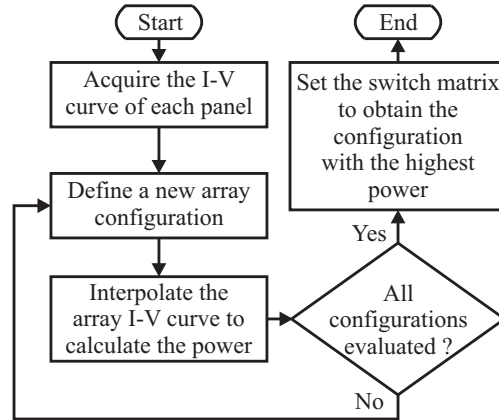 Start
Acquire the I-V
curve of each panel
Define a new array
configuration
Interpolate the
array I-V curve to
calculate the power
All
configurations
evaluated ?
No
Yes
Set the switch matrix
to obtain the
configuration
with the highest
power
End